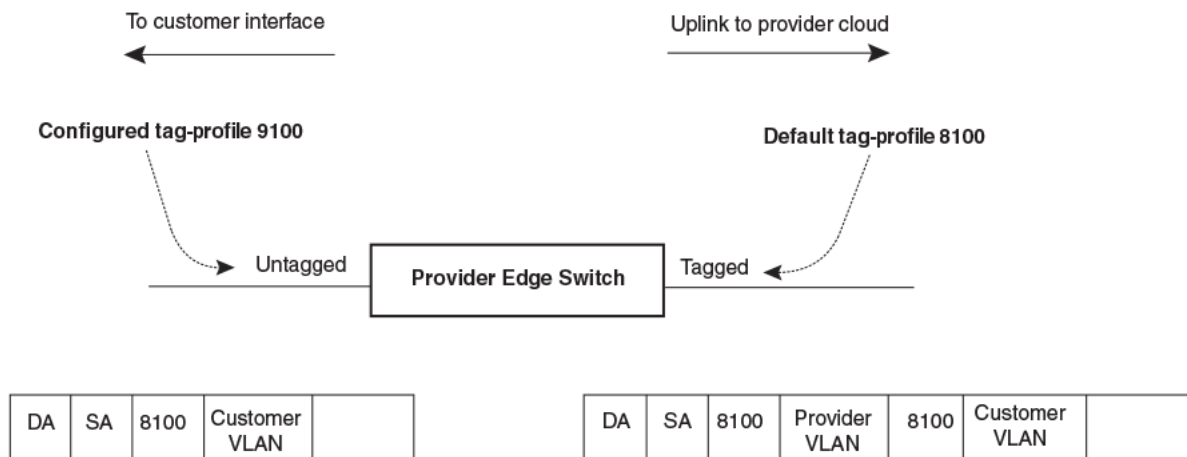 To customer interface
Uplink to provider cloud
Configured tag-profile 9100
Default tag-profile 8100
Untagged
Provider Edge Switch
Tagged
DA SA 8100 Customer VLAN
DA SA 8100 Provider VLAN 8100 Customer VLAN